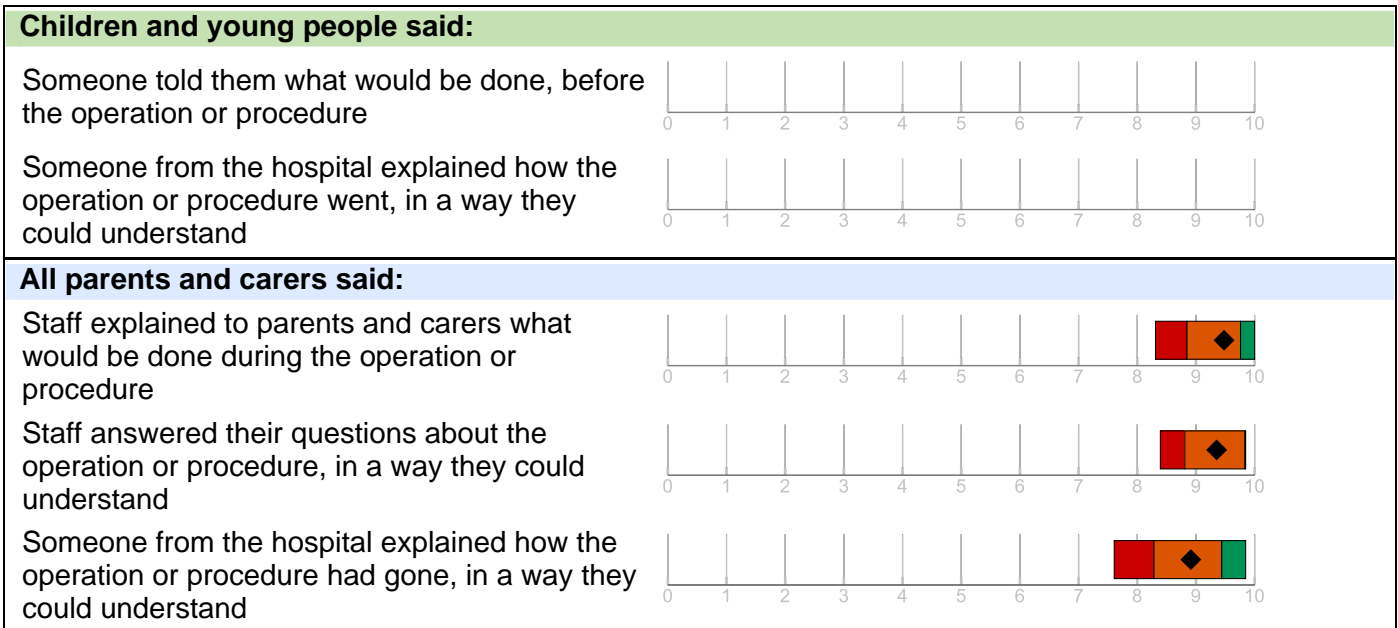 Children and young people said:
Someone told them what would be done, before
the operation or procedure
0 1 2 3 4 5 6 7 8 9 10
Someone from the hospital explained how the
operation or procedure went, in a way they
could understand
0 1 2 3 4 5 6 7 8 9 10
All parents and carers said:
Staff explained to parents and carers what
would be done during the operation or
procedure
0 1 2 3 4 5 6 7 8 9 10
Staff answered their questions about the
operation or procedure, in a way they could
understand
0 1 2 3 4 5 6 7 8 9 10
Someone from the hospital explained how the
operation or procedure had gone, in a way they
could understand
0 1 2 3 4 5 6 7 8 9 10